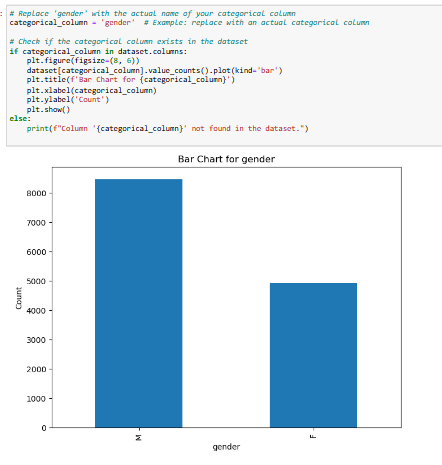 : # Replace 'gender' with the actual name of your categorical column
categorical_column = 'gender'  # Example: replace with an actual categorical column

# Check if the categorical column exists in the dataset
if categorical_column in dataset.columns:
    plt.figure(figsize=(8, 6))
    dataset[categorical_column].value_counts().plot(kind='bar')
    plt.title(f'Bar Chart for {categorical_column}')
    plt.xlabel(categorical_column)
    plt.ylabel('Count')
    plt.show()
else:
    print(f"Column '{categorical_column}' not found in the dataset.")
Bar Chart for gender
8000
7000
6000
5000
4000
3000
2000
1000
0
Count
M
F
gender